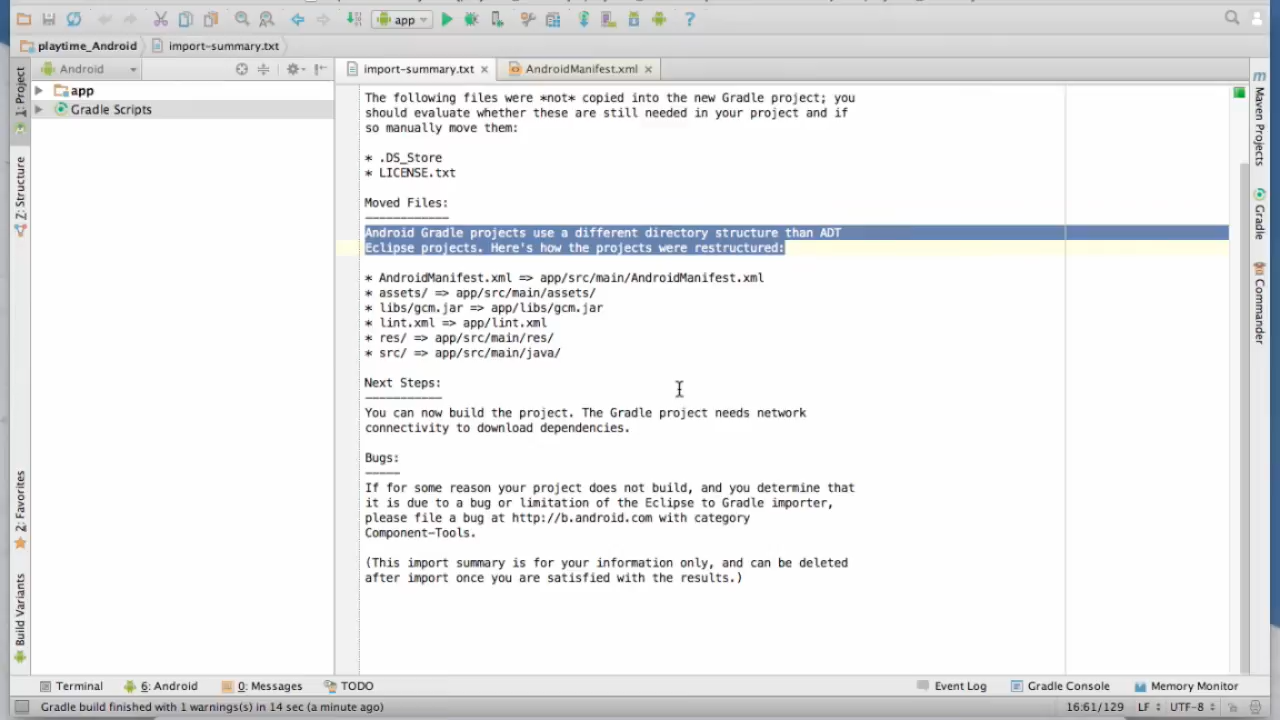 app
playtime_Android
import-summary.txt
Android
import-summary.txt
AndroidManifest.xml
app
Gradle Scripts
1: Project
Z: Structure
2: Favorites
Build Variants
The following files were *not* copied into the new Gradle project; you
should evaluate whether these are still needed in your project and if
so manually move them:
* .DS_Store
* LICENSE.txt
Moved Files:
------------
Android Gradle projects use a different directory structure than ADT
Eclipse projects. Here's how the projects were restructured:
* AndroidManifest.xml => app/src/main/AndroidManifest.xml
* assets/ => app/src/main/assets/
* libs/gcm.jar => app/libs/gcm.jar
* lint.xml => app/lint.xml
* res/ => app/src/main/res/
* src/ => app/src/main/java/
Next Steps:
-----------
You can now build the project. The Gradle project needs network
connectivity to download dependencies.
Bugs:
-----
If for some reason your project does not build, and you determine that
it is due to a bug or limitation of the Eclipse to Gradle importer,
please file a bug at http://b.android.com with category
Component-Tools.
(This import summary is for your information only, and can be deleted
after import once you are satisfied with the results.)
Maven Projects
Gradle
Commander
Terminal
6: Android
0: Messages
TODO
Event Log
Gradle Console
Memory Monitor
Gradle build finished with 1 warnings(s) in 14 sec (a minute ago)
16:61/129
LF
UTF-8